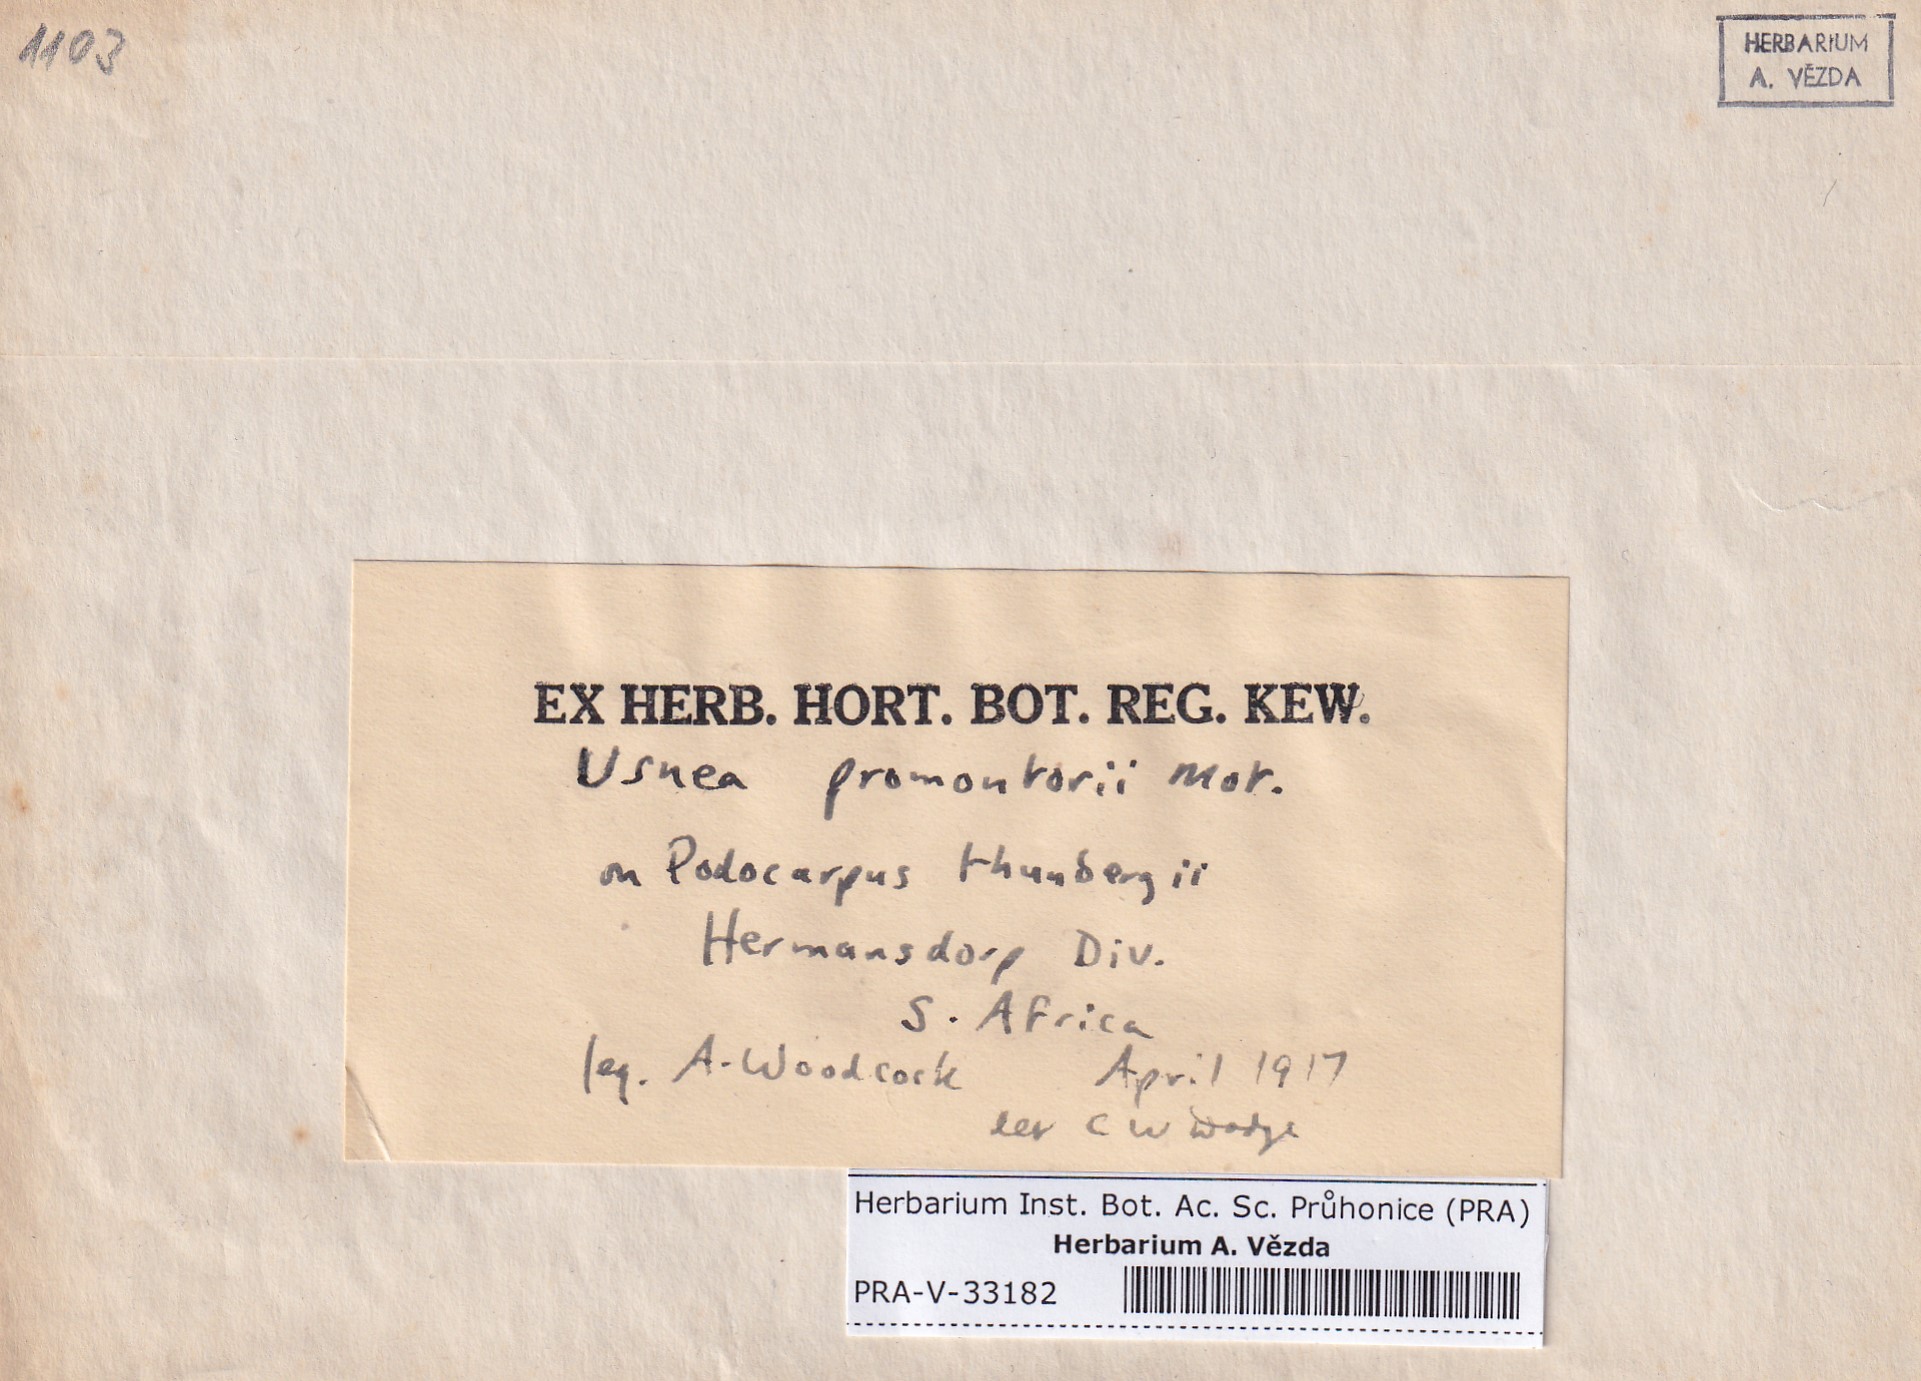 1103
HERBARIUM
A. VĚZDA
EX HERB. HORT. BOT. REG. KEW.
Usnea promontorii Mot.
on Podocarpus thunbergii
Hermansdorp Div.
S. Africa
leg. A. Woodcock April 1917
C W Dodge
Herbarium Inst. Bot. Ac. Sc. Průhonice (PRA)
Herbarium A. Vězda
PRA-V-33182